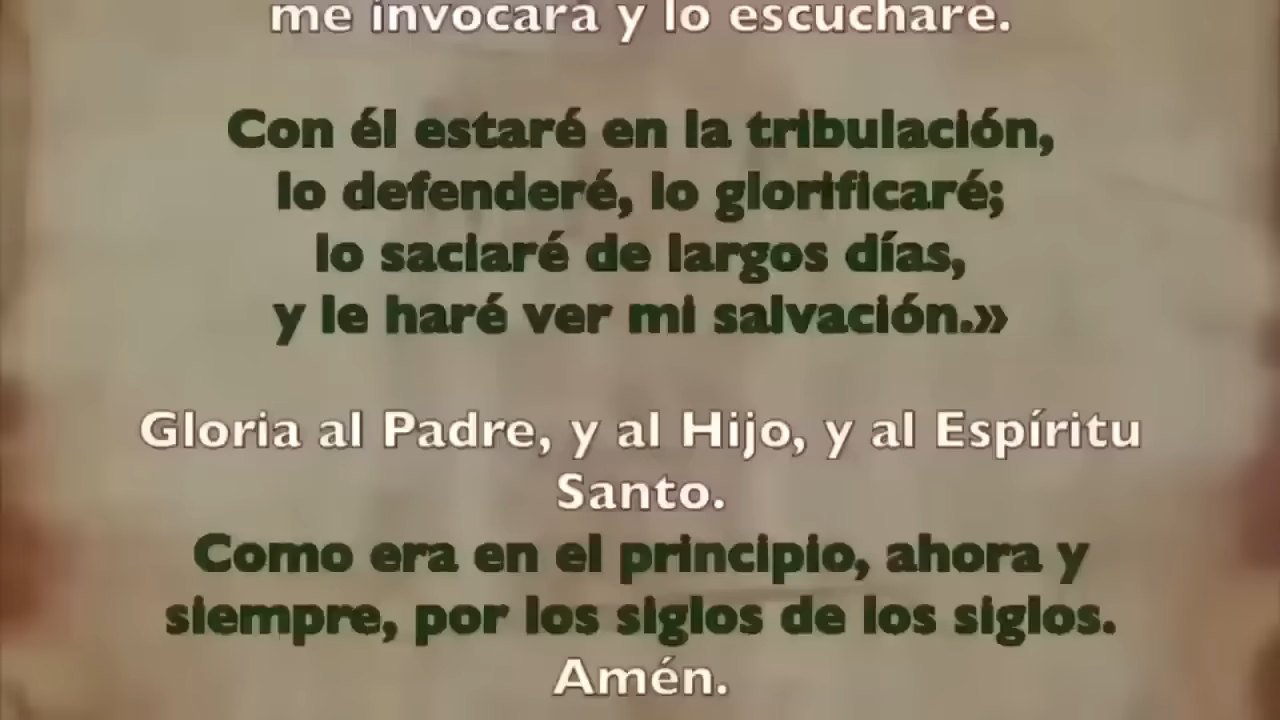 me invocará y lo escucharé.
Con él estaré en la tribulación,
lo defenderé, lo glorificaré;
lo saciaré de largos días,
y le haré ver mi salvación.»
Gloria al Padre, y al Hijo, y al Espíritu
Santo.
Como era en el principio, ahora y
siempre, por los siglos de los siglos.
Amén.